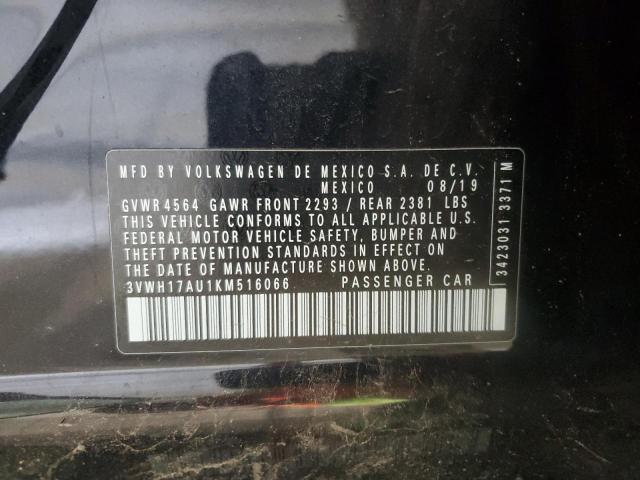 MFD BY VOLKSWAGEN DE MEXICO S.A. DE C.V.
MEXICO 08/19
GVWR 4564 GAWR FRONT 2293 / REAR 2381 LBS
THIS VEHICLE CONFORMS TO ALL APPLICABLE U.S.
FEDERAL MOTOR VEHICLE SAFETY, BUMPER AND
THEFT PREVENTION STANDARDS IN EFFECT ON
THE DATE OF MANUFACTURE SHOWN ABOVE.
3VWH17AU1KM516066 PASSENGER CAR
3423031 3371 M